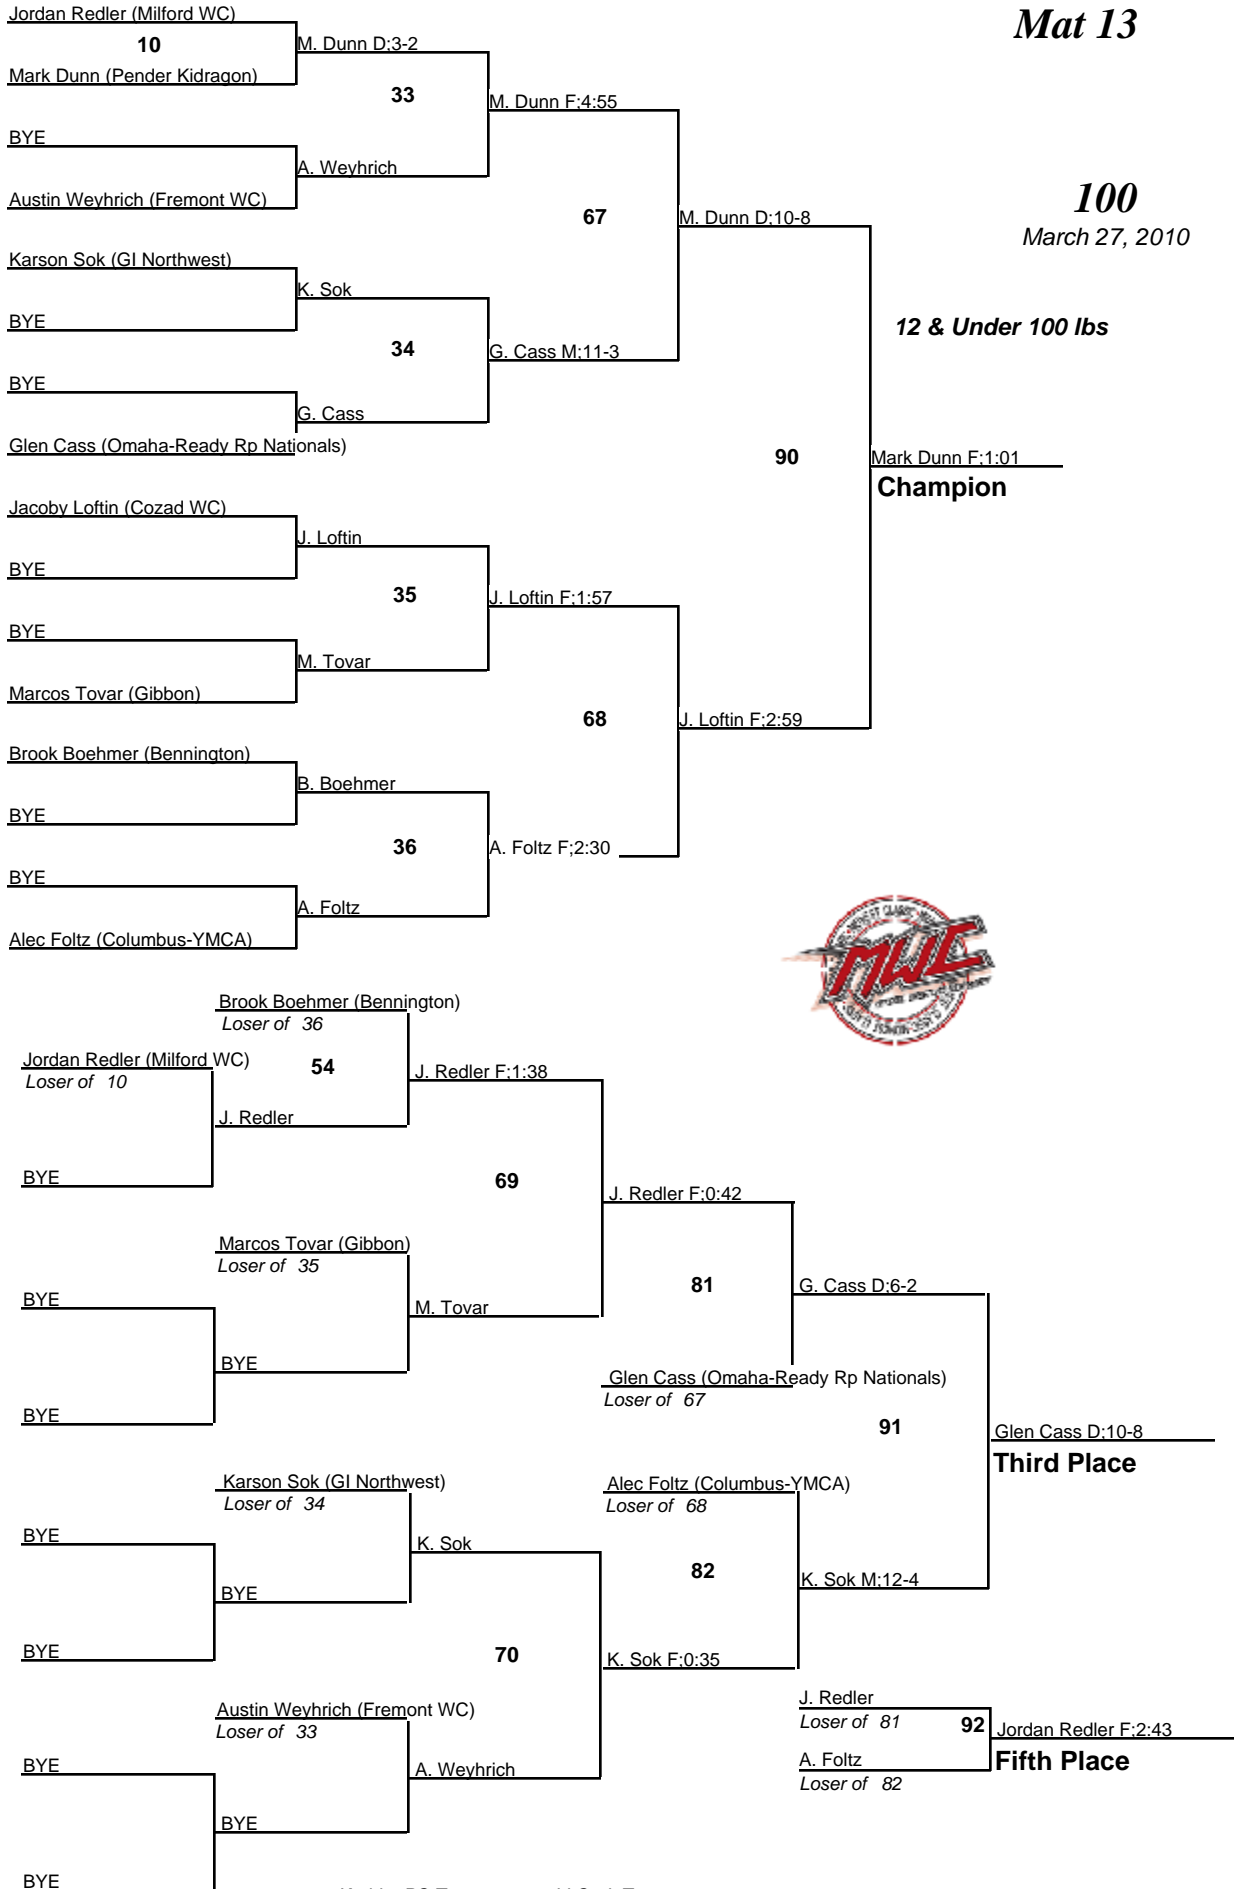 Jordan Redler (Milford WC)
Mat 13
10
M. Dunn D;3-2
Mark Dunn (Pender Kidragon)
33
M. Dunn F;4:55
BYE
A. Weyhrich
Austin Weyhrich (Fremont WC)
100
67
M. Dunn D;10-8
March 27, 2010
Karson Sok (GI Northwest)
K. Sok
BYE
12 & Under 100 lbs
34
G. Cass M;11-3
BYE
G. Cass
Glen Cass (Omaha-Ready Rp Nationals)
90
Mark Dunn F;1:01
Champion
Jacoby Loftin (Cozad WC)
J. Loftin
BYE
35
J. Loftin F;1:57
BYE
M. Tovar
Marcos Tovar (Gibbon)
68
J. Loftin F;2:59
Brook Boehmer (Bennington)
B. Boehmer
BYE
36
A. Foltz F;2:30
BYE
A. Foltz
Alec Foltz (Columbus-YMCA)
MWC
Brook Boehmer (Bennington)
Loser of 36
Jordan Redler (Milford WC)
54
J. Redler F;1:38
Loser of 10
J. Redler
BYE
69
J. Redler F;0:42
Marcos Tovar (Gibbon)
Loser of 35
81
G. Cass D;6-2
BYE
M. Tovar
BYE
Glen Cass (Omaha-Ready Rp Nationals)
Loser of 67
BYE
91
Glen Cass D;10-8
Third Place
Karson Sok (GI Northwest)
Alec Foltz (Columbus-YMCA)
Loser of 34
Loser of 68
BYE
K. Sok
82
K. Sok M;12-4
BYE
BYE
70
K. Sok F;0:35
J. Redler
Austin Weyhrich (Fremont WC)
Loser of 33
Loser of 81
92
Jordan Redler F;2:43
BYE
A. Weyhrich
A. Foltz
Fifth Place
Loser of 82
BYE
BYE